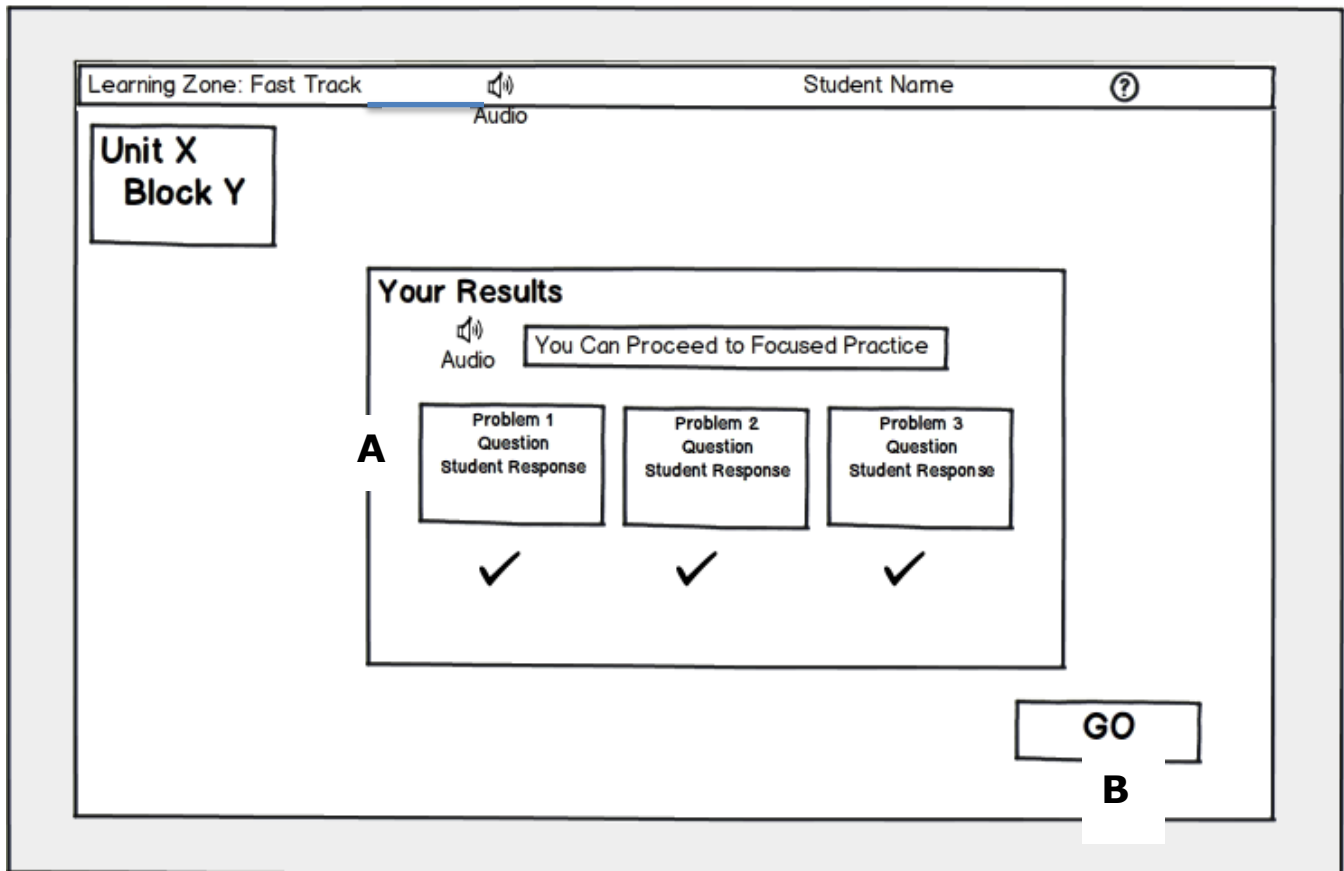 Learning Zone: Fast Track
Audio
Student Name
?
Unit X
Block Y
Your Results
Audio
You Can Proceed to Focused Practice
A
Problem 1
Question
Student Response
Problem 2
Question
Student Response
Problem 3
Question
Student Response
GO
B